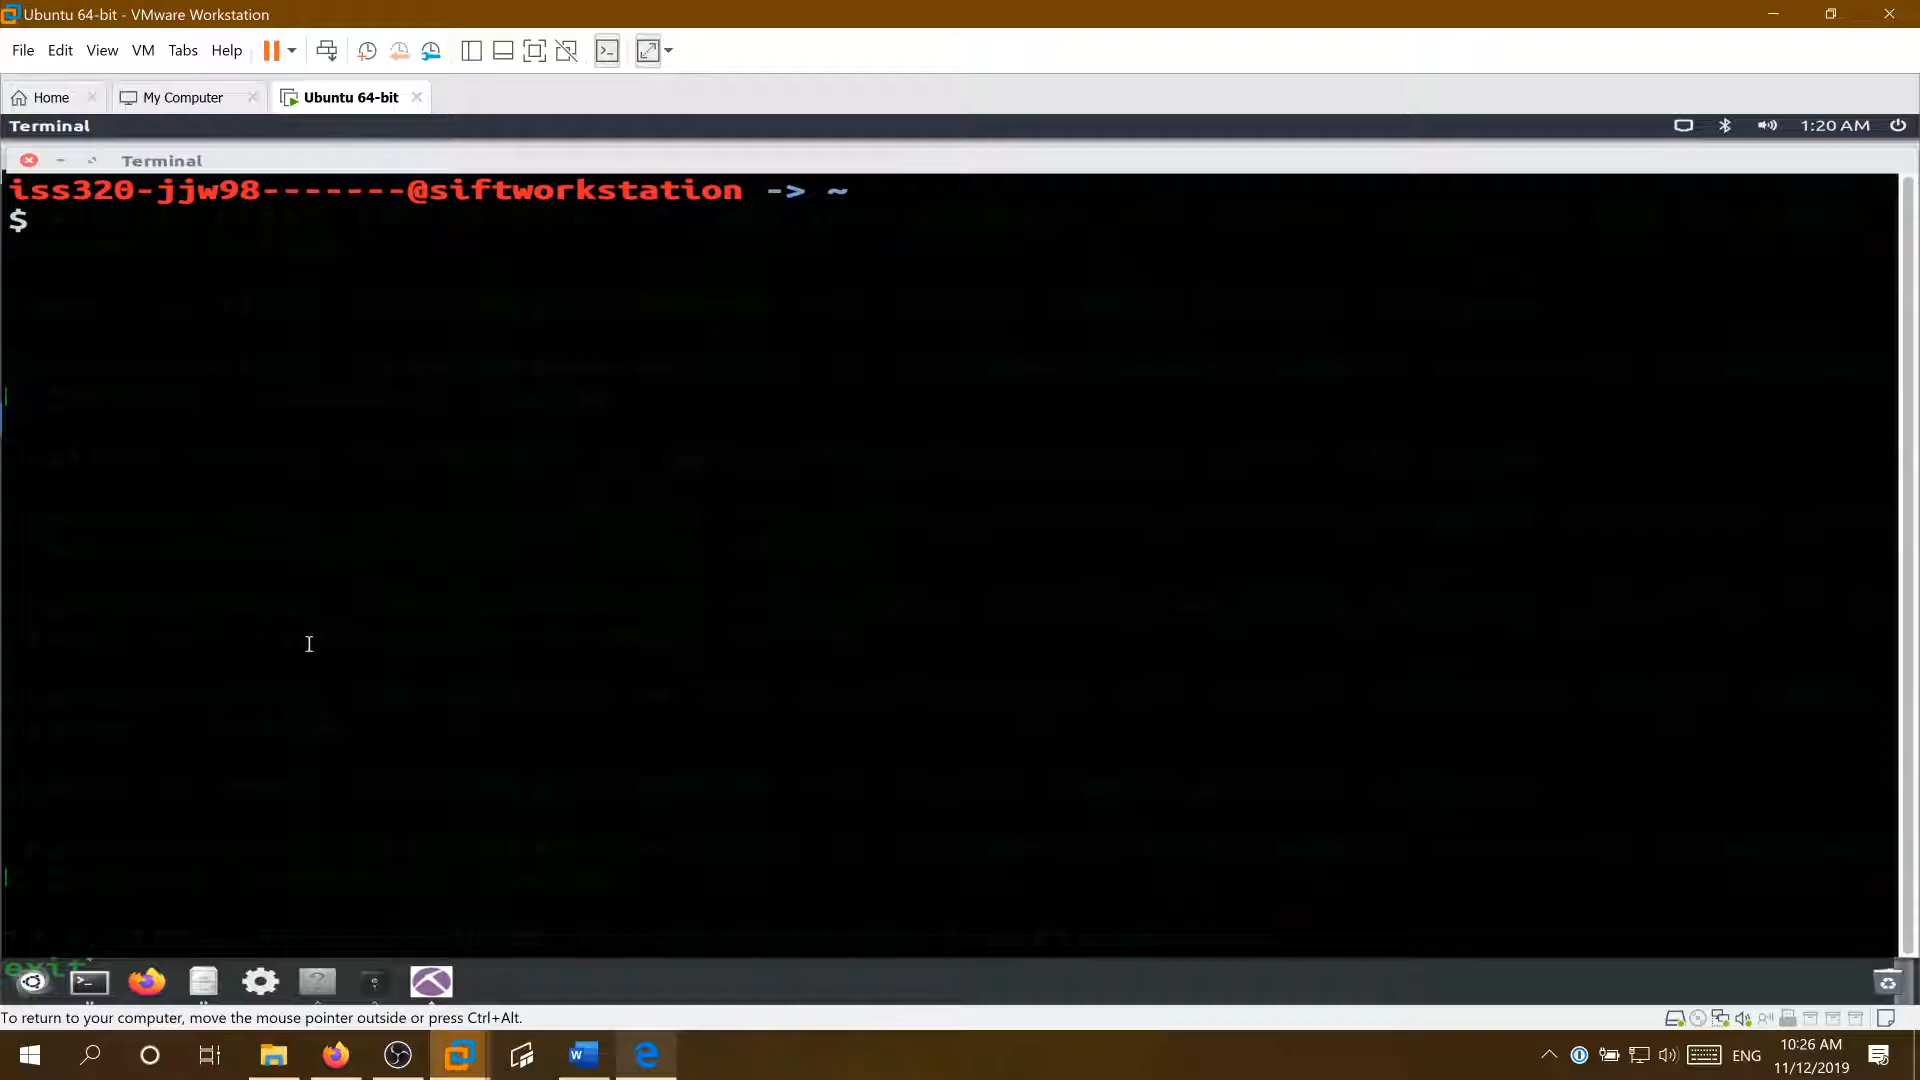 Ubuntu 64-bit - VMware Workstation
File Edit View VM Tabs Help
Home My Computer Ubuntu 64-bit
Terminal 1:20 AM
Terminal
iss320-jjw98-------@siftworkstation -> ~
$
exit
To return to your computer, move the mouse pointer outside or press Ctrl+Alt.
ENG 10:26 AM
11/12/2019